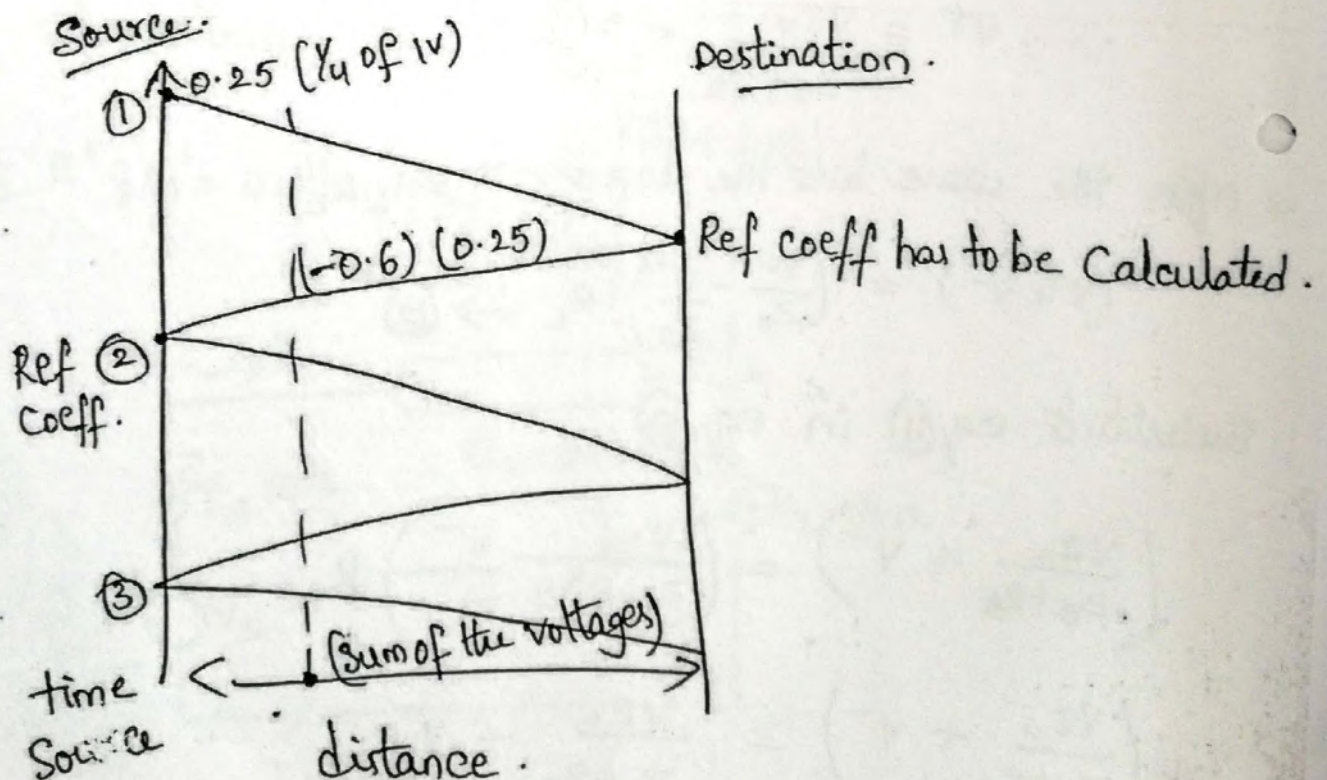 Source.
① 0.25 (1/4 of 1V)
Destination.
(-0.6) (0.25)
Ref coeff has to be Calculated.
Ref ②
coeff.
③
(sum of the voltages)
time
Source
distance.